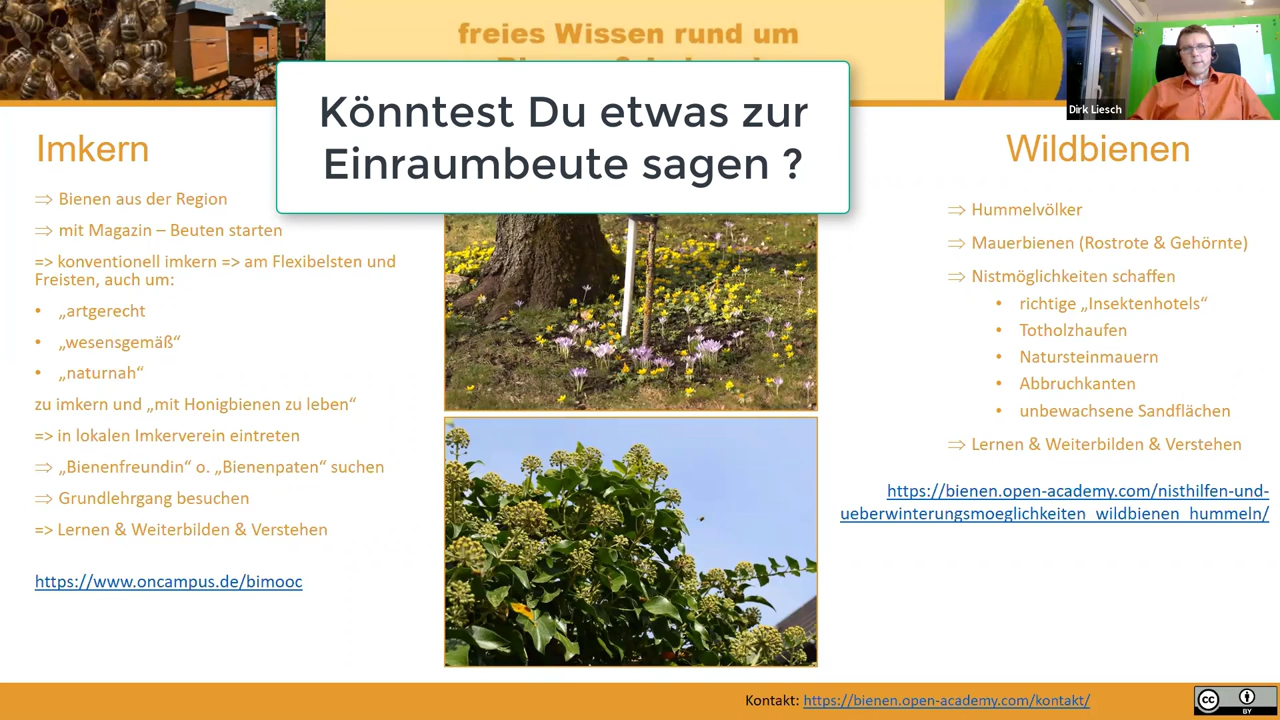 freies Wissen rund um
Dirk Liesch
Könntest Du etwas zur
Einraumbeute sagen ?
Imkern
⇒ Bienen aus der Region
⇒ mit Magazin – Beuten starten
=> konventionell imkern => am Flexibelsten und
Freisten, auch um:
• „artgerecht
• „wesensgemäß“
• „naturnah“
zu imkern und „mit Honigbienen zu leben“
=> in lokalen Imkerverein eintreten
⇒ „Bienenfreundin“ o. „Bienenpaten“ suchen
⇒ Grundlehrgang besuchen
=> Lernen & Weiterbilden & Verstehen
https://www.oncampus.de/bimooc
Wildbienen
⇒ Hummelvölker
⇒ Mauerbienen (Rostrote & Gehörnte)
⇒ Nistmöglichkeiten schaffen
• richtige „Insektenhotels“
• Totholzhaufen
• Natursteinmauern
• Abbruchkanten
• unbewachsene Sandflächen
⇒ Lernen & Weiterbilden & Verstehen
https://bienen.open-academy.com/nisthilfen-und-
ueberwinterungsmoeglichkeiten_wildbienen_hummeln/
Kontakt: https://bienen.open-academy.com/kontakt/
CC
BY